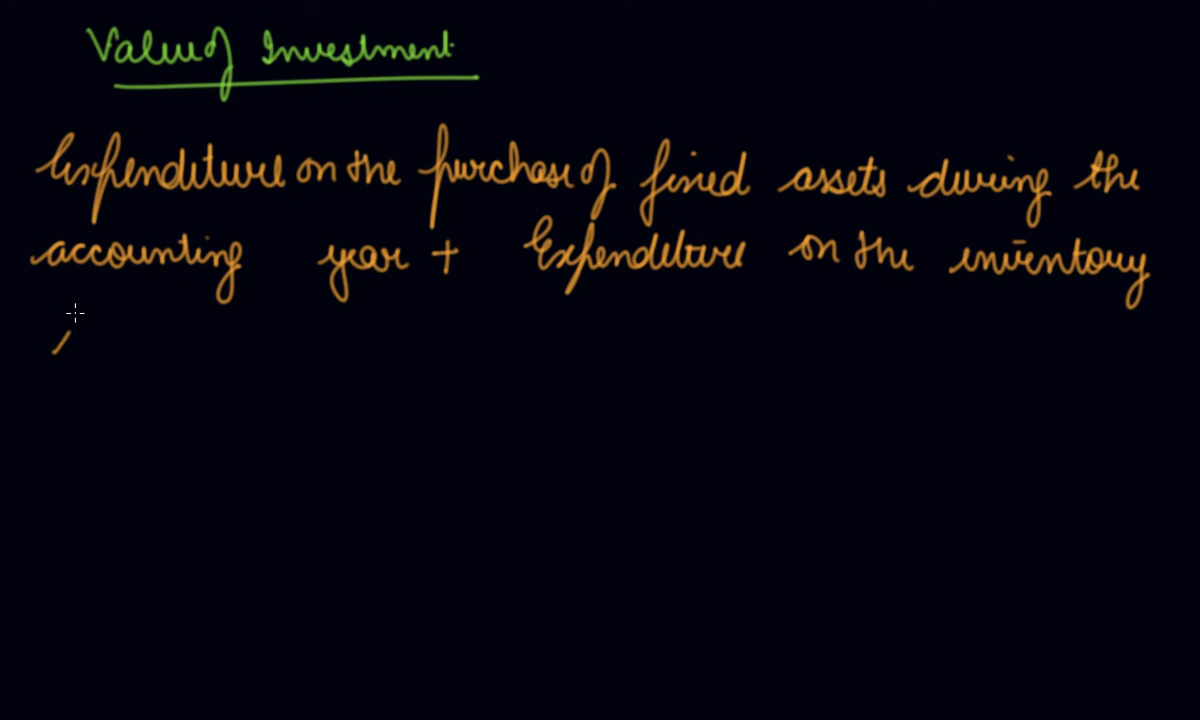 Value of Investment
Expenditure on the purchase of fixed assets during the
accounting year + Expenditure on the inventory